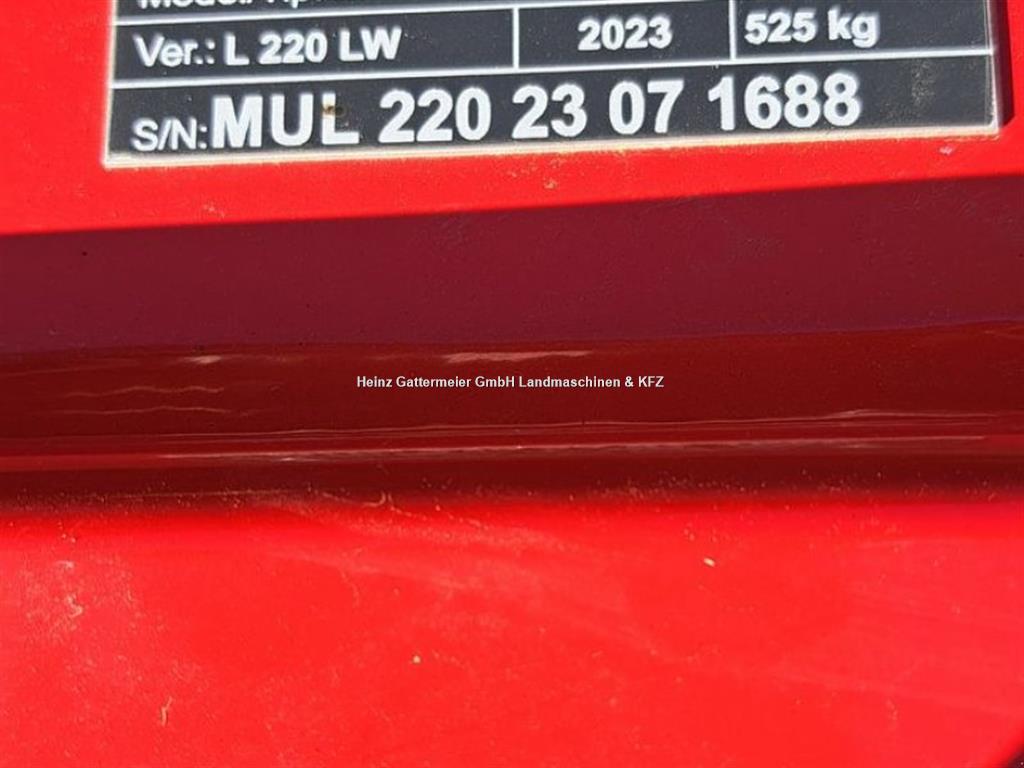 Ver.: L 220 LW 2023 525 kg
S/N: MUL 220 23 07 1688
Heinz Gattermeier GmbH Landmaschinen & KFZ